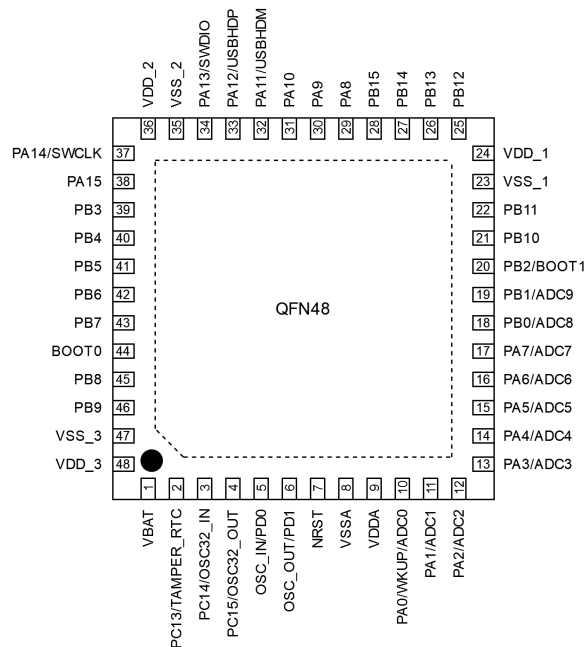 VDD_2
VSS_2
PA13/SWDIO
PA12/USBHDP
PA11/USBHDM
PA10
PA9
PA8
PB15
PB14
PB13
PB12
36
35
34
33
32
31
30
29
28
27
26
25
PA14/SWCLK 37
PA15 38
PB3 39
PB4 40
PB5 41
PB6 42
PB7 43
BOOT0 44
PB8 45
PB9 46
VSS_3 47
VDD_3 48
QFN48
24 VDD_1
23 VSS_1
22 PB11
21 PB10
20 PB2/BOOT1
19 PB1/ADC9
18 PB0/ADC8
17 PA7/ADC7
16 PA6/ADC6
15 PA5/ADC5
14 PA4/ADC4
13 PA3/ADC3
1
2
3
4
5
6
7
8
9
10
11
12
VBAT
PC13/TAMPER_RTC
PC14/OSC32_IN
PC15/OSC32_OUT
OSC_IN/PD0
OSC_OUT/PD1
NRST
VSSA
VDDA
PA0/WKUP/ADC0
PA1/ADC1
PA2/ADC2